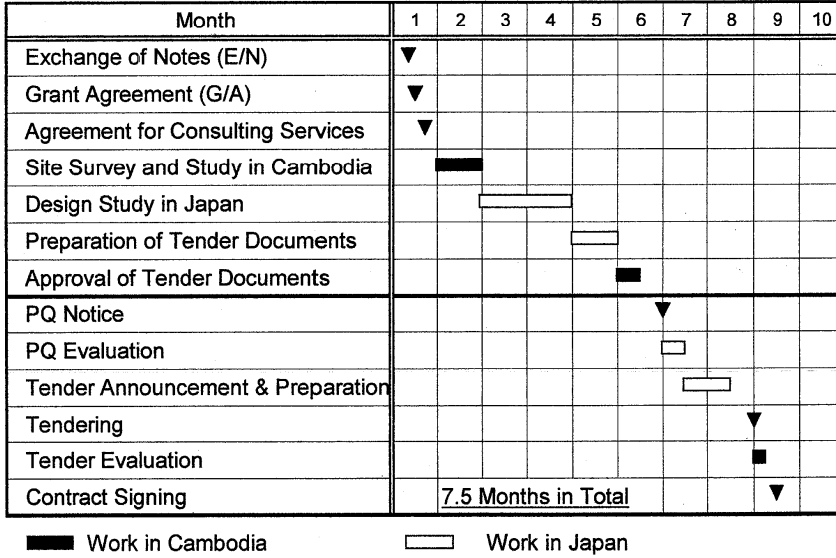 Month 1 2 3 4 5 6 7 8 9 10
Exchange of Notes (E/N)
Grant Agreement (G/A)
Agreement for Consulting Services
Site Survey and Study in Cambodia
Design Study in Japan
Preparation of Tender Documents
Approval of Tender Documents
PQ Notice
PQ Evaluation
Tender Announcement & Preparation
Tendering
Tender Evaluation
Contract Signing 7.5 Months in Total
Work in Cambodia Work in Japan